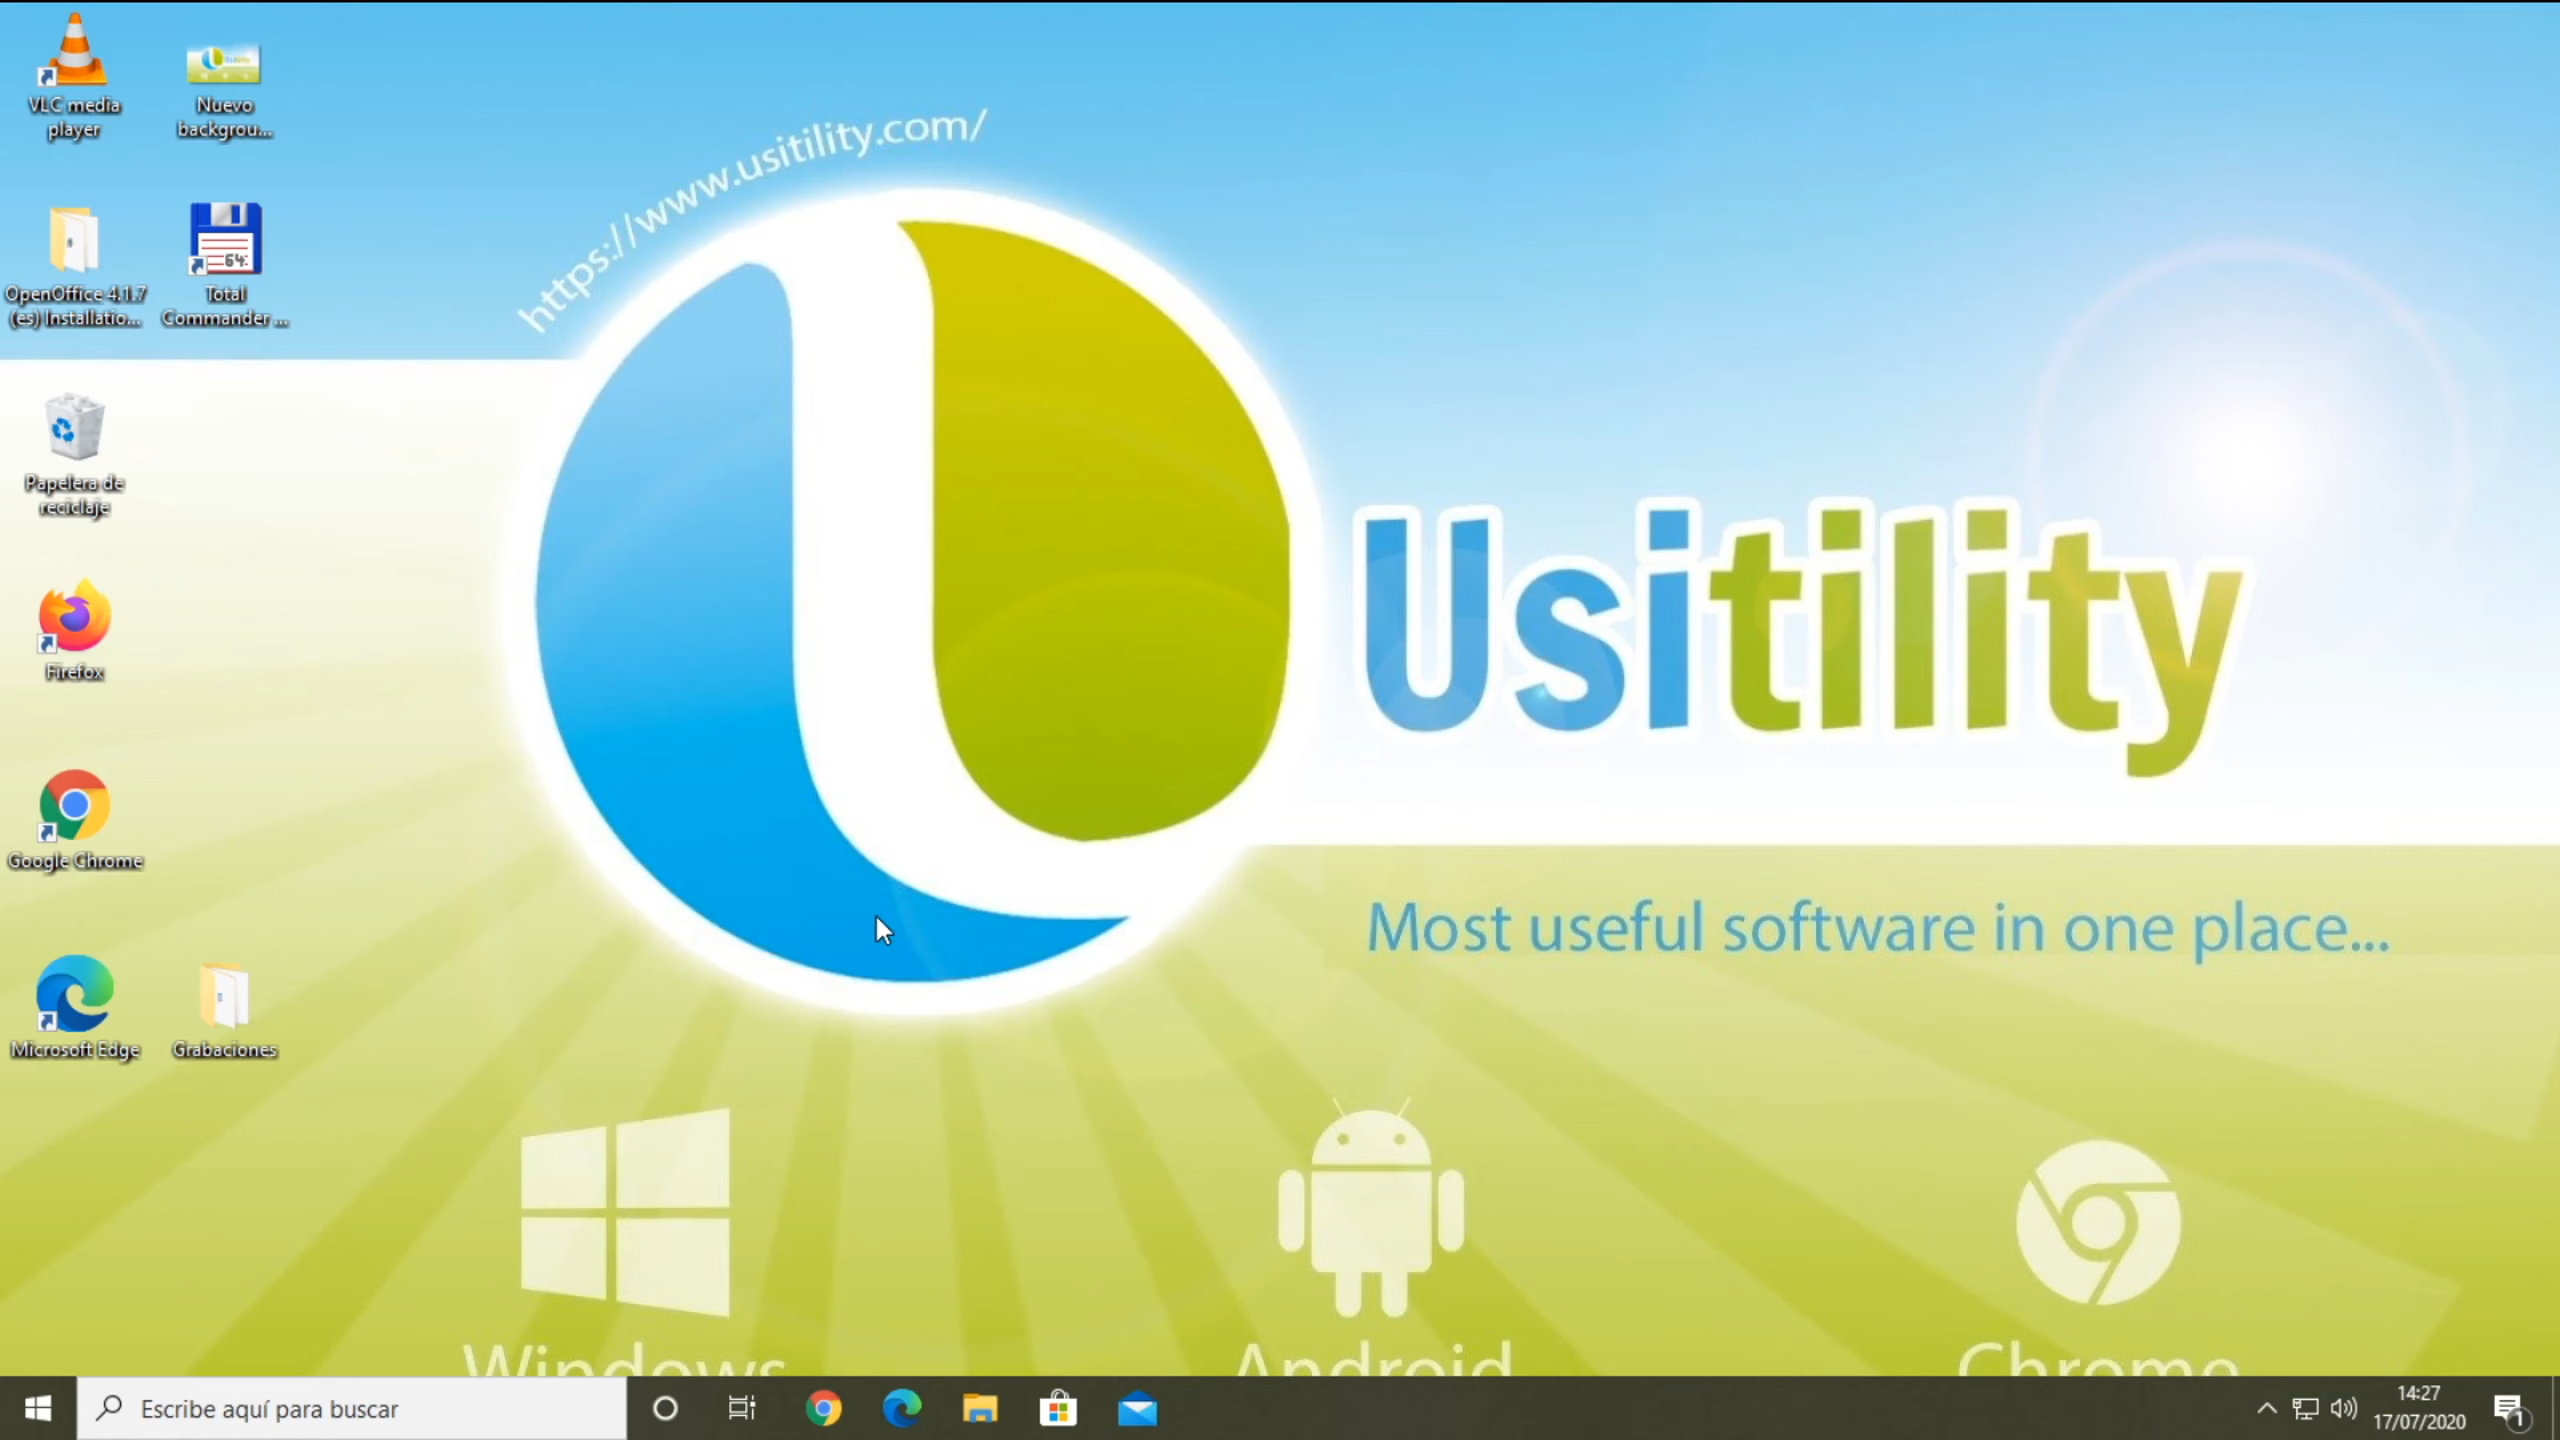 VLC media
player
Nuevo
backgrou...
https://www.usitility.com/
OpenOffice 4.1.7
(es) Installatio...
64
Total
Commander ...
Papelera de
reciclaje
Firefox
Usitility
Google Chrome
Most useful software in one place...
Microsoft Edge
Grabaciones
Windows
Android
Chrome
Escribe aquí para buscar
14:27
17/07/2020
1